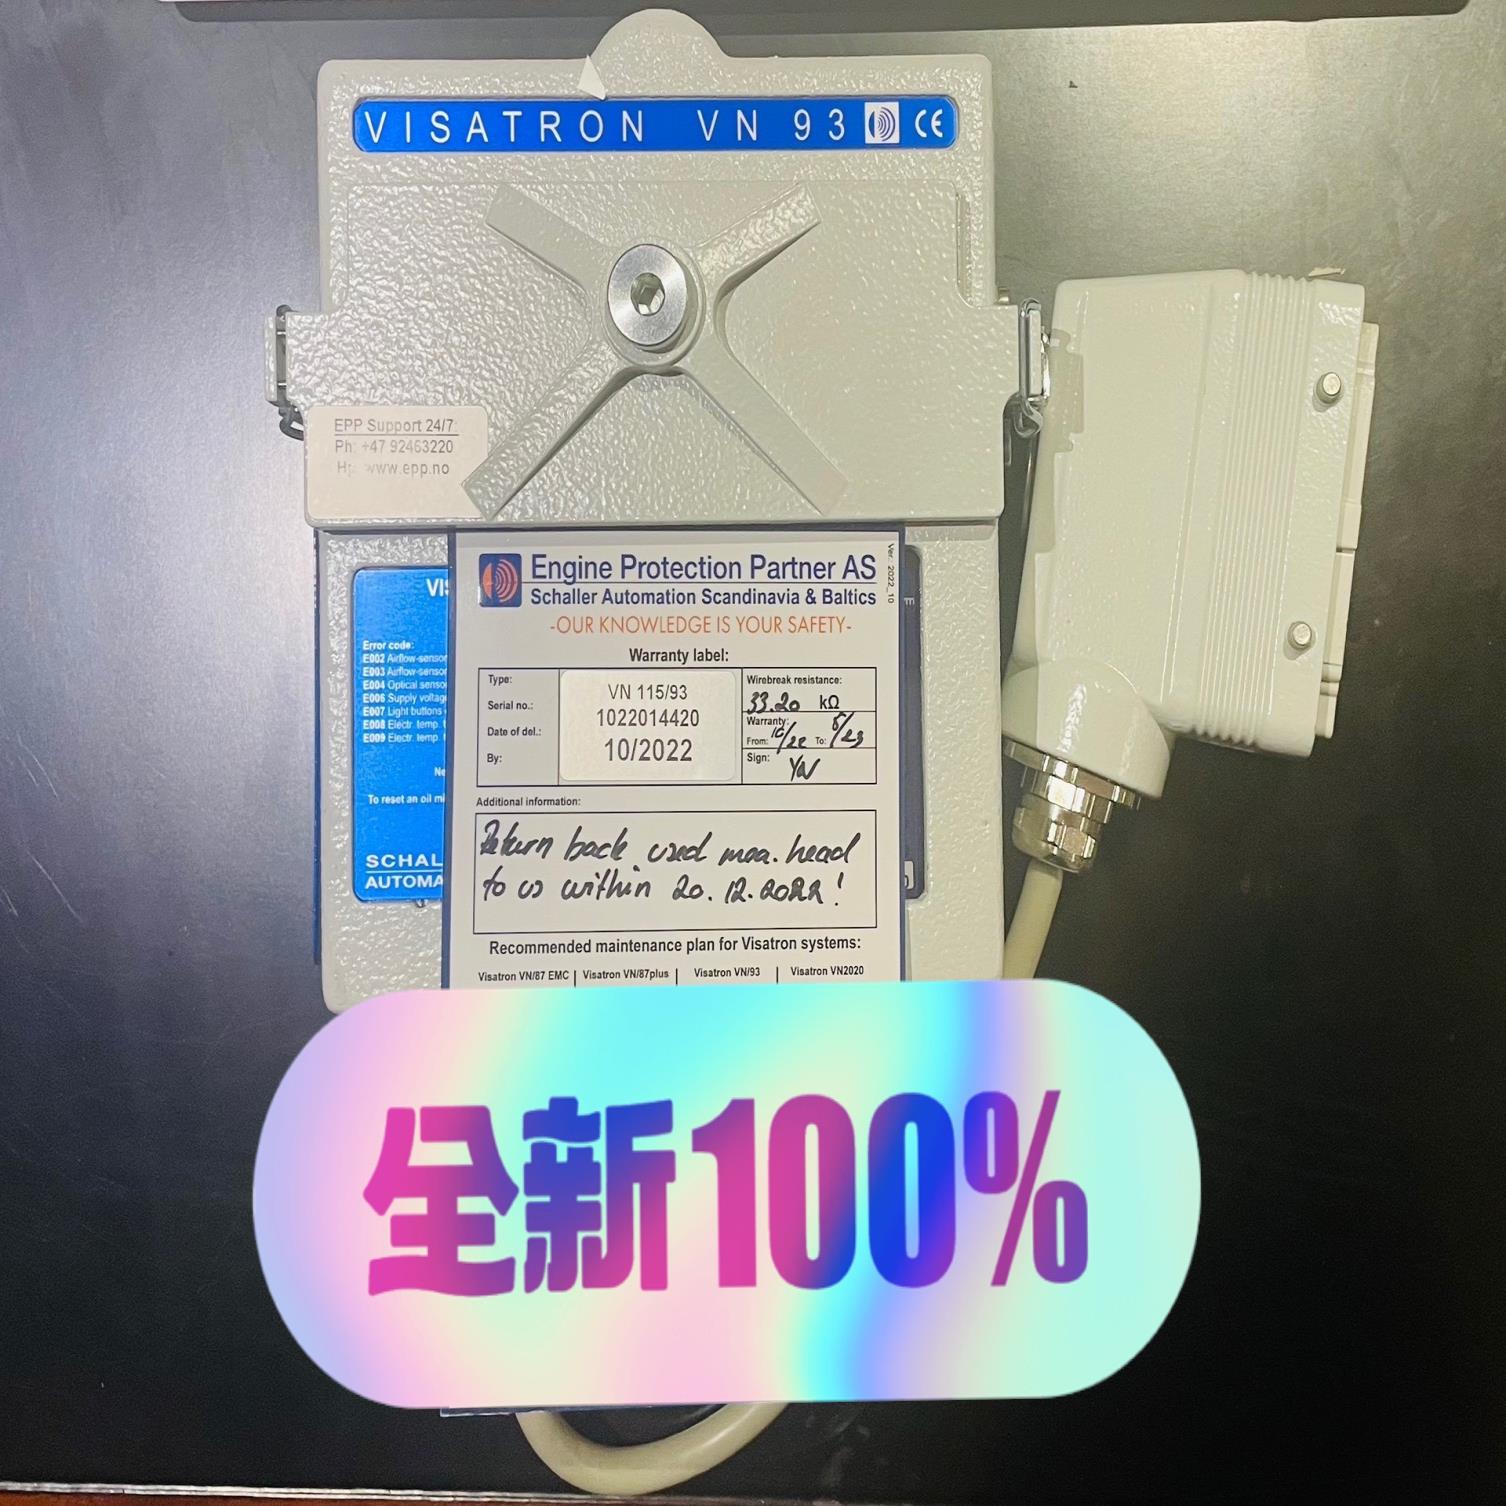 VISATRON VN 93 CE
EPP Support 24/7:
Ph: +47 92463220
Hp: www.epp.no
Engine Protection Partner AS
Schaller Automation Scandinavia & Baltics
-OUR KNOWLEDGE IS YOUR SAFETY-
Ver. 2022_10
Warranty label:
Type: VN 115/93
Serial no.: 1022014420
Date of del.: 10/2022
By:
Wirebreak resistance:
33.20 kΩ
Warranty:
From: 10/22 To:
Sign: YN
Additional information:
Return back used mea. head
to us within 20.12.2022!
Recommended maintenance plan for Visatron systems:
Visatron VN/87 EMC | Visatron VN/87plus | Visatron VN/93 | Visatron VN2020
VIS
Error code:
E002 Airflow-sensor
E003 Airflow-sensor
E004 Optical senso
E006 Supply voltag
E007 Light buttons
E008 Electr. temp.
E009 Electr. temp.
Ne
To reset an oil mi
SCHAL
AUTOMA
全新100%